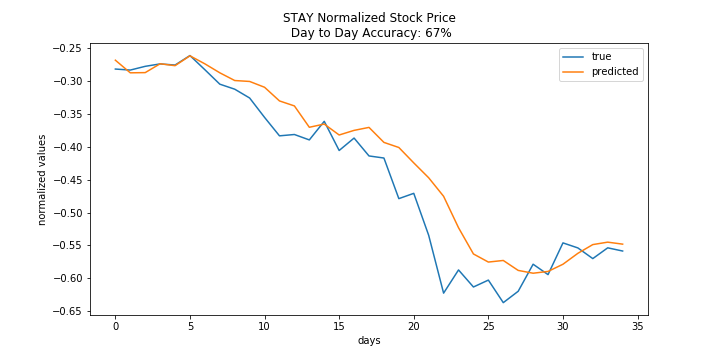 STAY Normalized Stock Price
Day to Day Accuracy: 67%
true
predicted
normalized values
−0.25
−0.30
−0.35
−0.40
−0.45
−0.50
−0.55
−0.60
−0.65
0 5 10 15 20 25 30 35
days